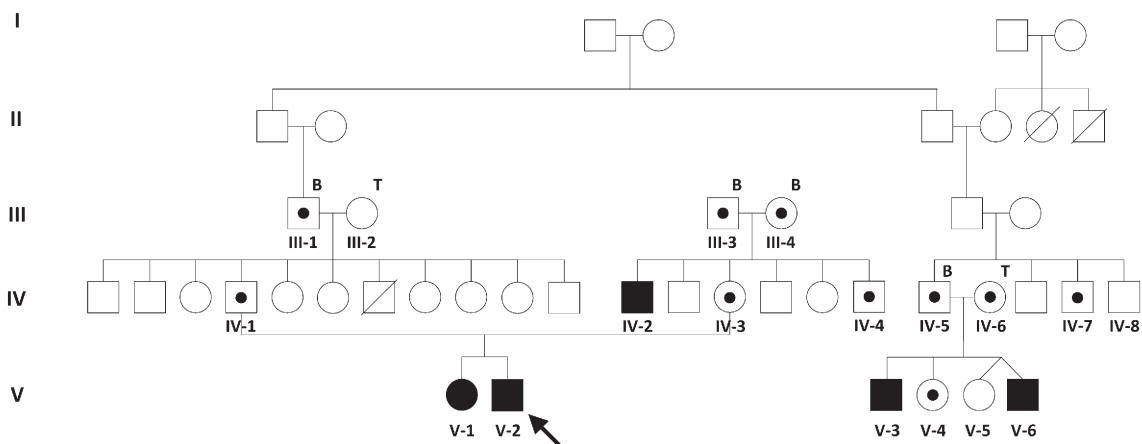 I
II
B T B B
III
III-1 III-2 III-3 III-4
B T
IV
IV-1 IV-2 IV-3 IV-4 IV-5 IV-6 IV-7 IV-8
V
V-1 V-2 V-3 V-4 V-5 V-6